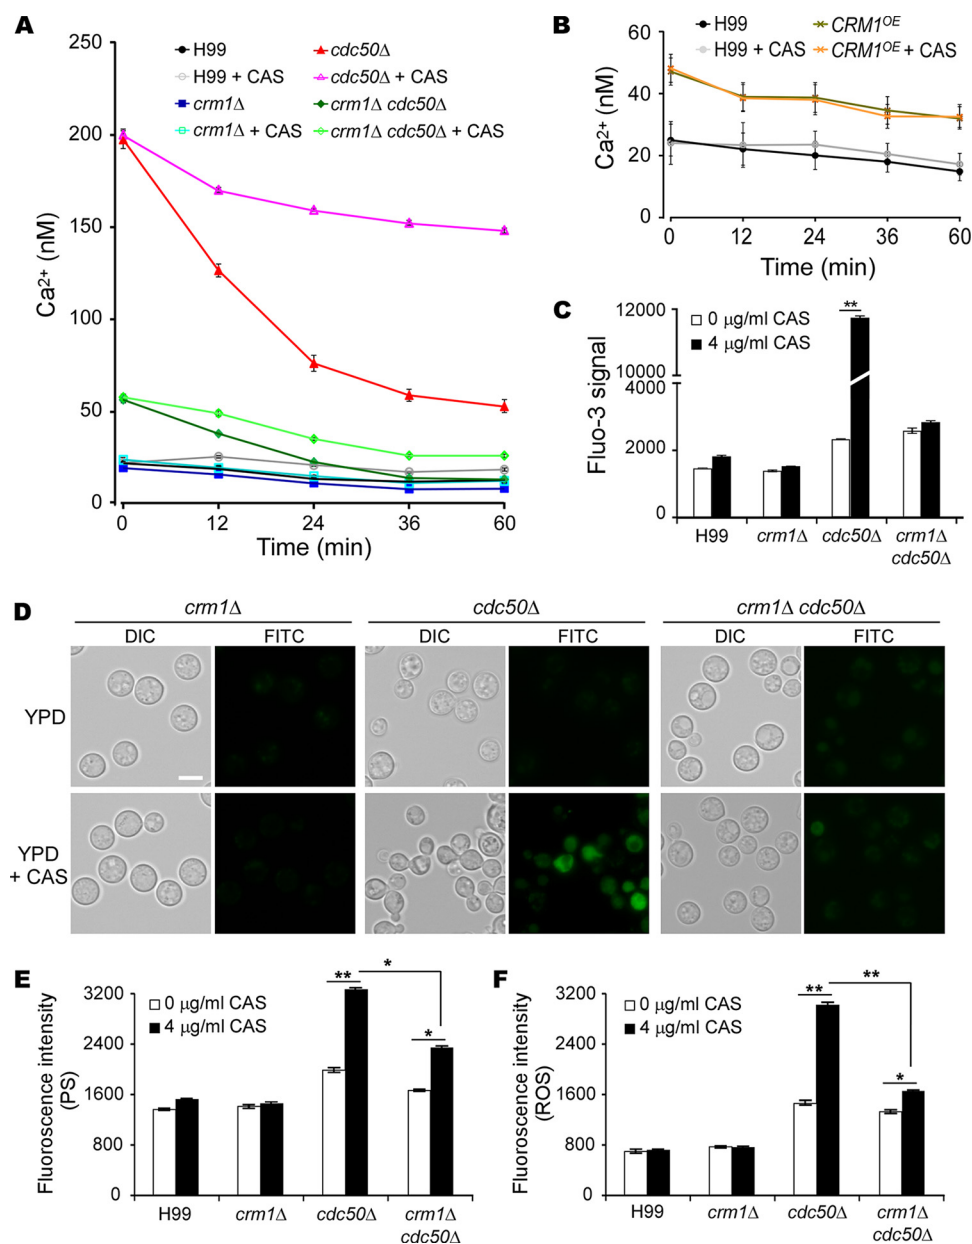 A
H99
H99 + CAS
crm1Δ
crm1Δ + CAS
cdc50Δ
cdc50Δ + CAS
crm1Δ cdc50Δ
crm1Δ cdc50Δ + CAS
250
200
150
100
50
0
Ca²⁺ (nM)
0 12 24 36 60
Time (min)
B
H99
H99 + CAS
CRM1ᴼᴱ
CRM1ᴼᴱ + CAS
60
40
20
0
Ca²⁺ (nM)
0 12 24 36 60
Time (min)
C
0 µg/ml CAS
4 µg/ml CAS
**
12000
10000
4000
2000
0
Fluo-3 signal
H99 crm1Δ cdc50Δ crm1Δ
cdc50Δ
D
crm1Δ cdc50Δ crm1Δ cdc50Δ
DIC FITC DIC FITC DIC FITC
YPD
YPD
+ CAS
E
0 µg/ml CAS
4 µg/ml CAS
** * *
3200
2400
1600
800
0
Fluoroscence intensity
(PS)
H99 crm1Δ cdc50Δ crm1Δ
cdc50Δ
F
0 µg/ml CAS
4 µg/ml CAS
** ** *
3200
2400
1600
800
0
Fluoroscence intensity
(ROS)
H99 crm1Δ cdc50Δ crm1Δ
cdc50Δ